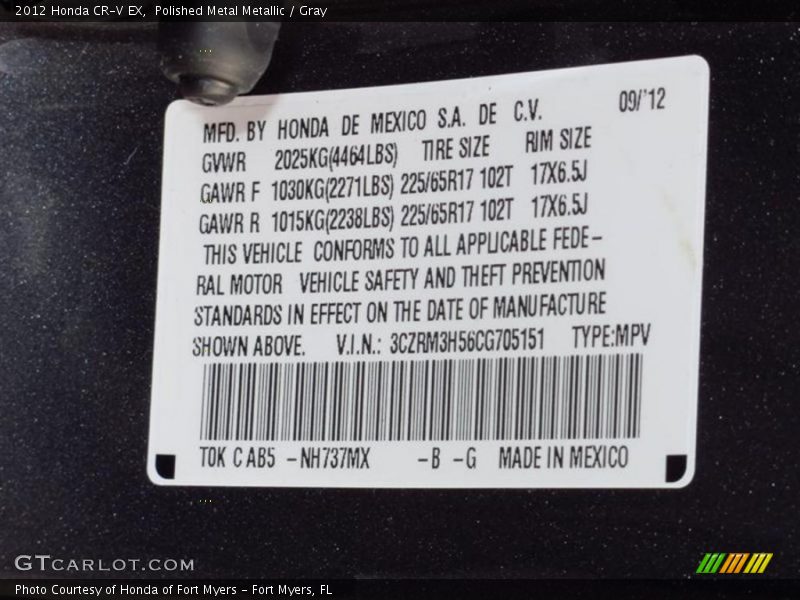 2012 Honda CR-V EX, Polished Metal Metallic / Gray
MFD. BY HONDA DE MEXICO S.A. DE C.V. 09/'12
GVWR 2025KG(4464LBS) TIRE SIZE RIM SIZE
GAWR F 1030KG(2271LBS) 225/65R17 102T 17X6.5J
GAWR R 1015KG(2238LBS) 225/65R17 102T 17X6.5J
THIS VEHICLE CONFORMS TO ALL APPLICABLE FEDE-
RAL MOTOR VEHICLE SAFETY AND THEFT PREVENTION
STANDARDS IN EFFECT ON THE DATE OF MANUFACTURE
SHOWN ABOVE. V.I.N.: 3CZRM3H56CG705151 TYPE:MPV
TOK C AB5 -NH737MX -B -G MADE IN MEXICO
GTCARLOT.COM
Photo Courtesy of Honda of Fort Myers - Fort Myers, FL